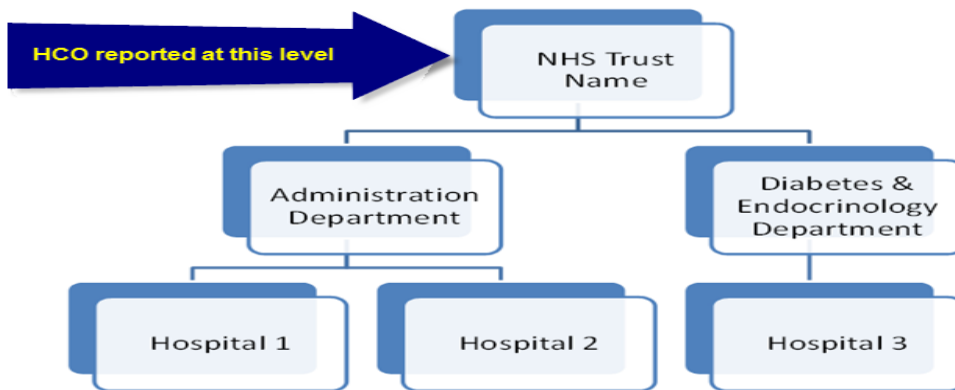 HCO reported at this level
NHS Trust
Name
Administration
Department
Diabetes &
Endocrinology
Department
Hospital 1
Hospital 2
Hospital 3